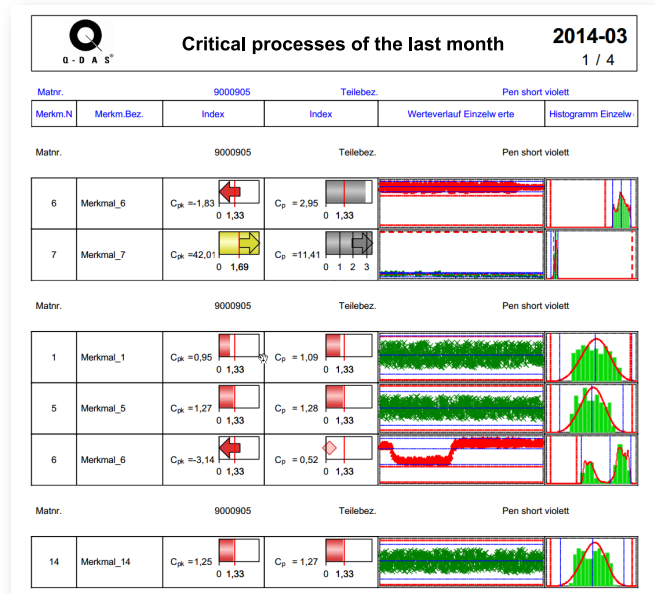 Q-DAS®
Critical processes of the last month
2014-03
1 / 4
Matnr. 9000905 Teilebez. Pen short violett
Merkm.N Merkm.Bez. Index Index Werteverlauf Einzelw erte Histogramm Einzelw
Matnr. 9000905 Teilebez. Pen short violett
6 Merkmal_6 Cpk =-1,83 Cp = 2,95
0 1,33 0 1,33
7 Merkmal_7 Cpk =42,01 Cp =11,41
0 1,69 0 1 2 3
Matnr. 9000905 Teilebez. Pen short violett
1 Merkmal_1 Cpk =0,95 Cp = 1,09
0 1,33 0 1,33
5 Merkmal_5 Cpk =1,27 Cp = 1,28
0 1,33 0 1,33
6 Merkmal_6 Cpk =-3,14 Cp = 0,52
0 1,33 0 1,33
Matnr. 9000905 Teilebez. Pen short violett
14 Merkmal_14 Cpk =1,25 Cp = 1,27
0 1,33 0 1,33